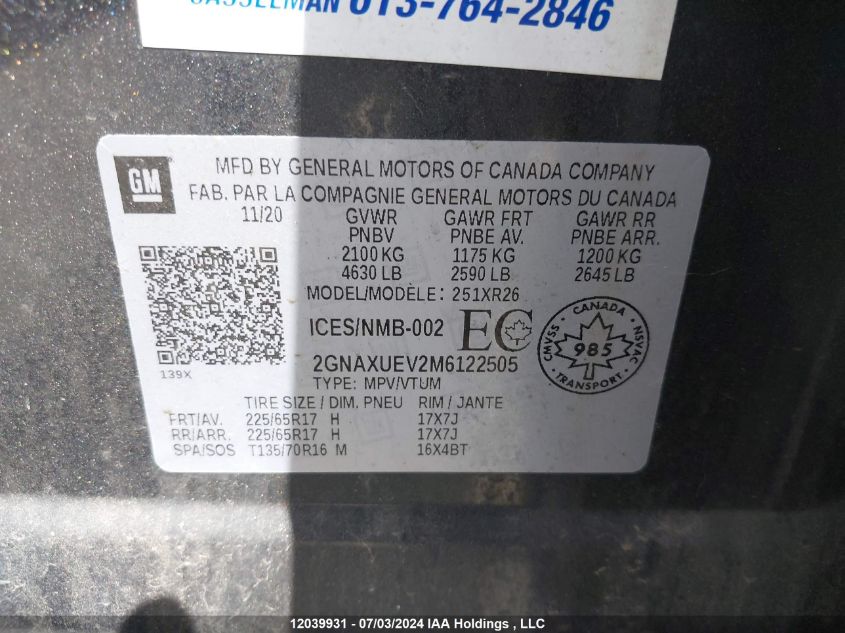 CASSELMAN 613-764-2846
GM
MFD BY GENERAL MOTORS OF CANADA COMPANY
FAB. PAR LA COMPAGNIE GENERAL MOTORS DU CANADA
11/20 GVWR GAWR FRT GAWR RR
PNBV PNBE AV. PNBE ARR.
2100 KG 1175 KG 1200 KG
4630 LB 2590 LB 2645 LB
MODEL/MODÈLE: 251XR26
ICES/NMB-002 EC
CANADA
CMVSS
985
NSVAC
TRANSPORT
139X
2GNAXUEV2M6122505
TYPE: MPV/VTUM
TIRE SIZE / DIM. PNEU RIM / JANTE
FRT/AV. 225/65R17 H 17X7J
RR/ARR. 225/65R17 H 17X7J
SPA/SOS T135/70R16 M 16X4BT
12039931 - 07/03/2024 IAA Holdings , LLC